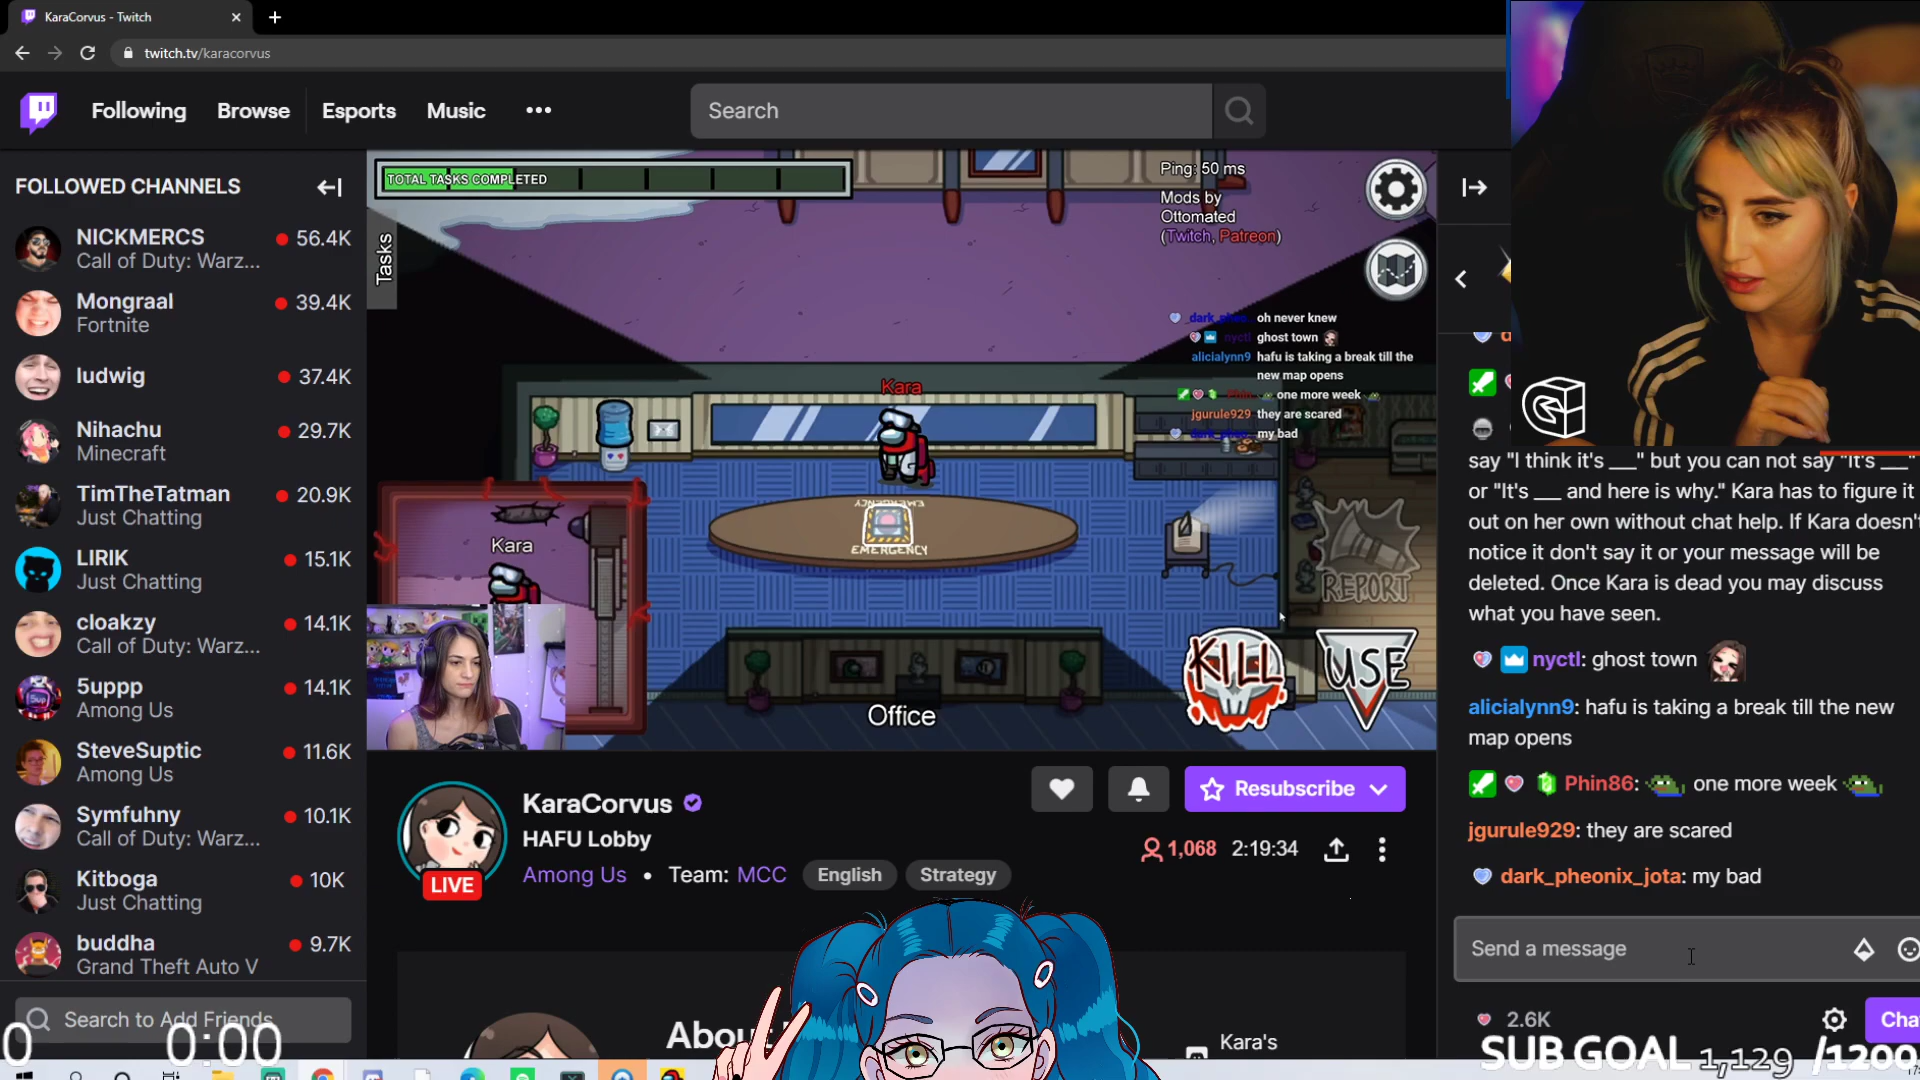 KaraCorvus - Twitch
twitch.tv/karacorvus
Following
Browse
Esports
Music
Search
FOLLOWED CHANNELS
NICKMERCS
56.4K
Call of Duty: Warz...
Mongraal
39.4K
Fortnite
ludwig
37.4K
Nihachu
29.7K
Minecraft
TimTheTatman
20.9K
Just Chatting
LIRIK
15.1K
Just Chatting
cloakzy
14.1K
Call of Duty: Warz...
5uppp
14.1K
Among Us
SteveSuptic
11.6K
Among Us
Symfuhny
10.1K
Call of Duty: Warz...
Kitboga
10K
Just Chatting
buddha
9.7K
Grand Theft Auto V
Search to Add Friends
0
0:00
TOTAL TASKS COMPLETED
Tasks
Ping: 50 ms
Mods by
Ottomated
(Twitch, Patreon)
oh never knew
nyctl ghost town
alicialynn9 hafu is taking a break till the
new map opens
Phin one more week
jgurule929 they are scared
my bad
Kara
Kara
EMERGENCY
EMERGENCY
REPORT
KILL
USE
Office
KaraCorvus
HAFU Lobby
LIVE
Among Us • Team: MCC
English
Strategy
Resubscribe
1,068
2:19:34
About
Kara's
say "I think it's ___" but you can not say "It's ___"
or "It's ___ and here is why." Kara has to figure it
out on her own without chat help. If Kara doesn't
notice it don't say it or your message will be
deleted. Once Kara is dead you may discuss
what you have seen.
nyctl: ghost town
alicialynn9: hafu is taking a break till the new
map opens
Phin86: one more week
jgurule929: they are scared
dark_pheonix_jota: my bad
Send a message
2.6K
Cha
SUB GOAL 1,129 /1200